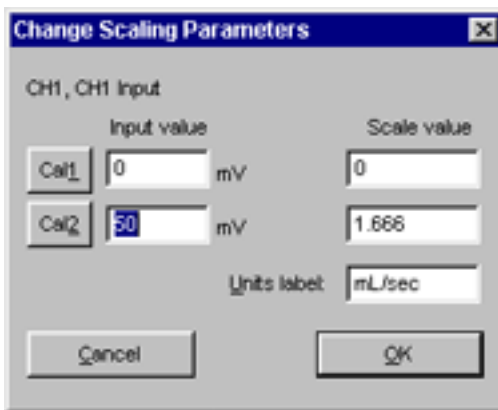 Change Scaling Parameters
CH1, CH1 Input
Input value Scale value
Cal1 0 mV 0
Cal2 50 mV 1.666
Units label: mL/sec
Cancel OK